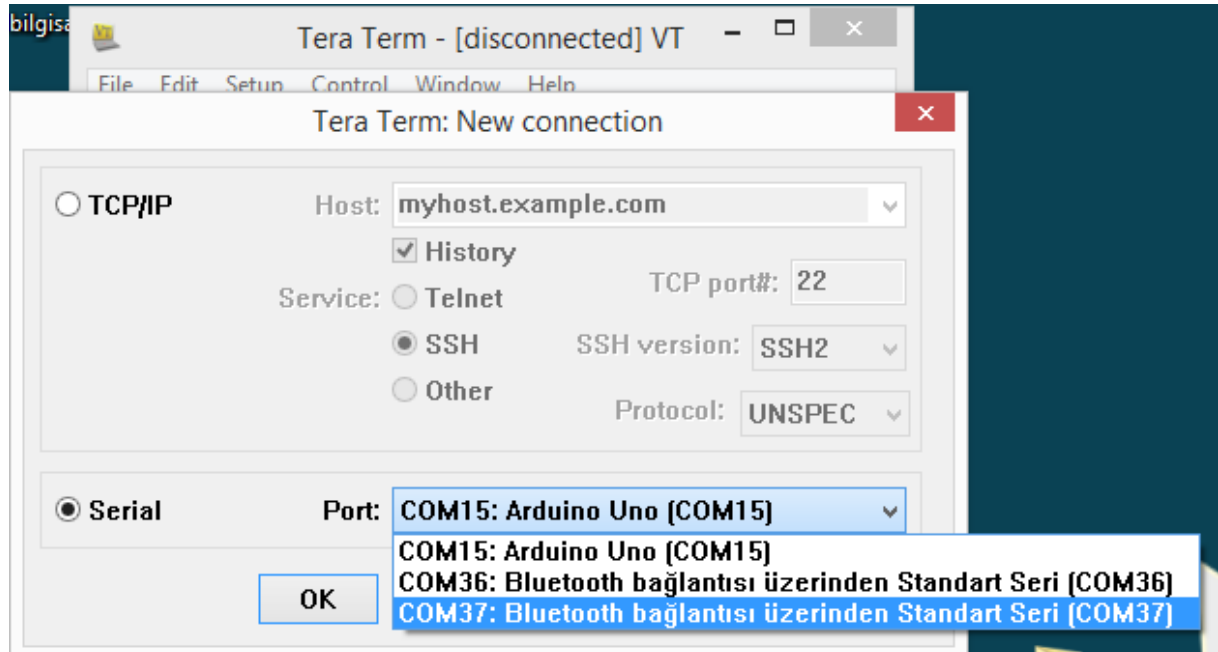 bilgisa
Tera Term - [disconnected] VT
File Edit Setup Control Window Help
Tera Term: New connection
TCP/IP
Host: myhost.example.com
History
Service: Telnet
TCP port#: 22
SSH
SSH version: SSH2
Other
Protocol: UNSPEC
Serial
Port: COM15: Arduino Uno (COM15)
COM15: Arduino Uno (COM15)
COM36: Bluetooth bağlantısı üzerinden Standart Seri (COM36)
COM37: Bluetooth bağlantısı üzerinden Standart Seri (COM37)
OK